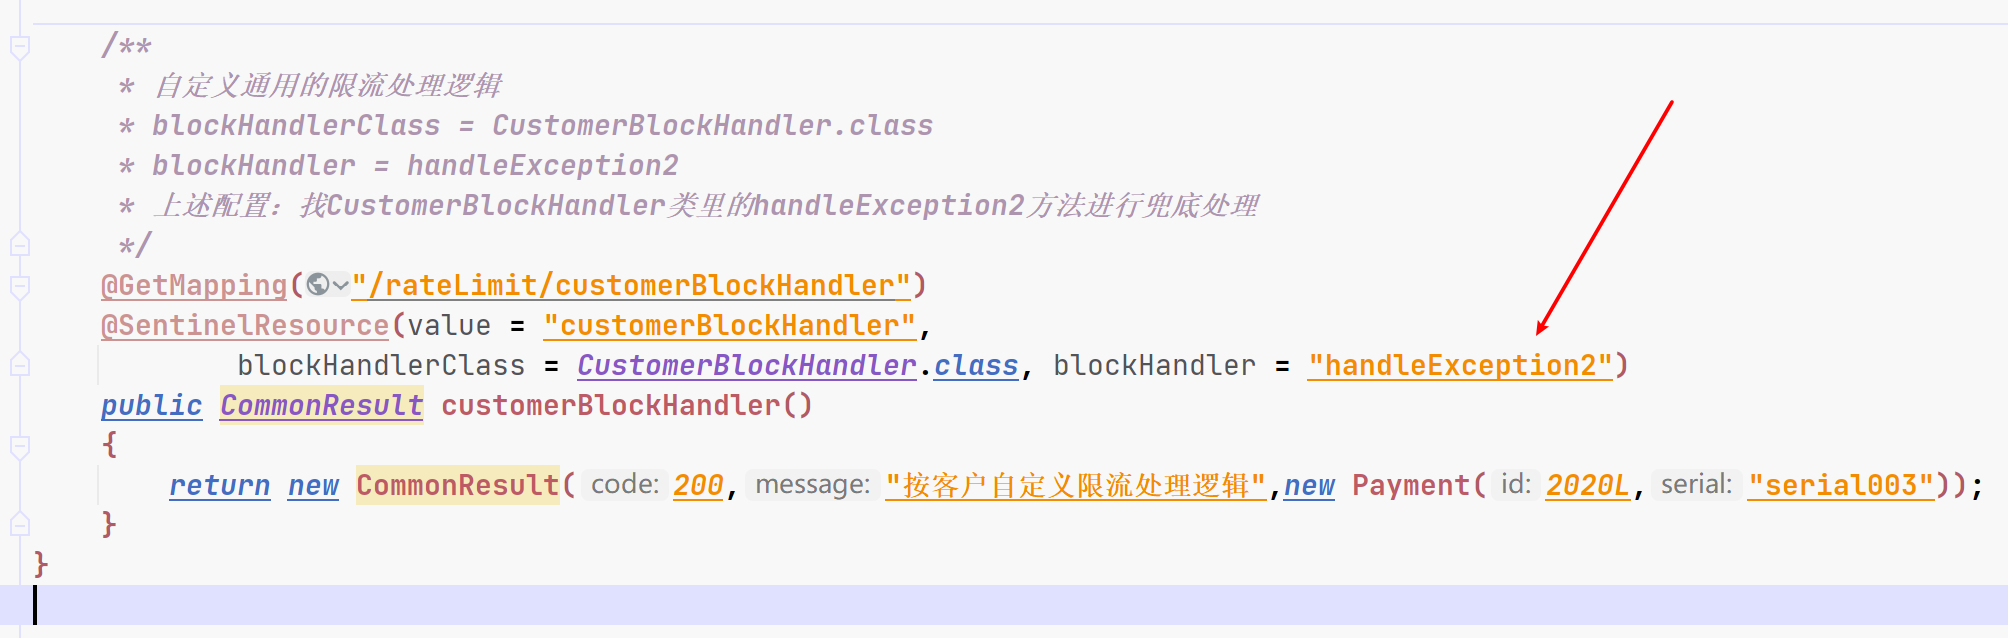 /**
* 自定义通用的限流处理逻辑
* blockHandlerClass = CustomerBlockHandler.class
* blockHandler = handleException2
* 上述配置：找CustomerBlockHandler类里的handleException2方法进行兜底处理
*/
@GetMapping("/rateLimit/customerBlockHandler")
@SentinelResource(value = "customerBlockHandler",
blockHandlerClass = CustomerBlockHandler.class, blockHandler = "handleException2")
public CommonResult customerBlockHandler()
{
return new CommonResult( code: 200, message: "按客户自定义限流处理逻辑",new Payment( id: 2020L, serial: "serial003"));
}
}